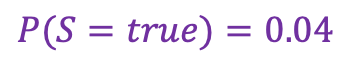 P(S = true) = 0.04